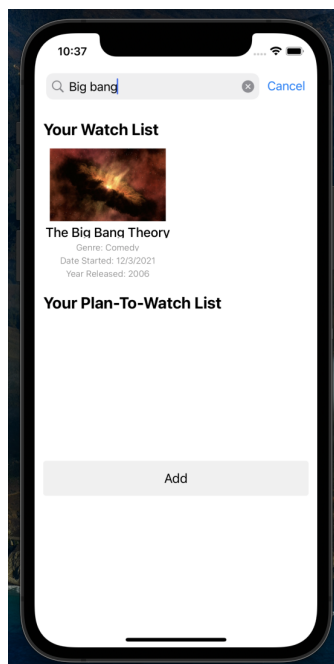 10:37
Big bang
Cancel
Your Watch List
The Big Bang Theory
Genre: Comedy
Date Started: 12/3/2021
Year Released: 2006
Your Plan-To-Watch List
Add